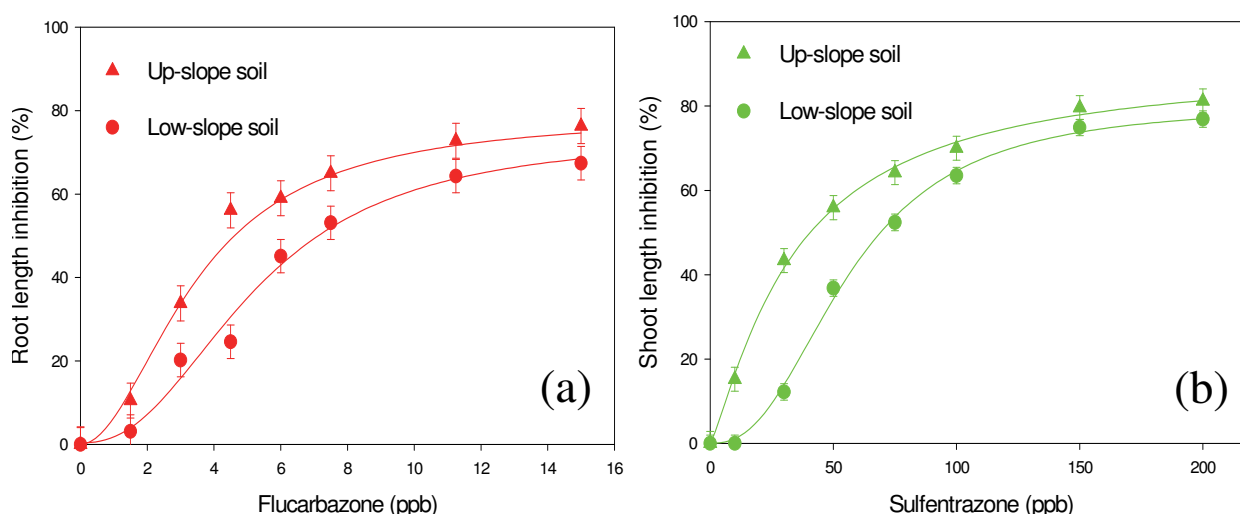 100
80
60
40
20
0
Root length inhibition (%)
Up-slope soil
Low-slope soil
(a)
0 2 4 6 8 10 12 14 16
Flucarbazone (ppb)
100
80
60
40
20
0
Shoot length inhibition (%)
Up-slope soil
Low-slope soil
(b)
0 50 100 150 200
Sulfentrazone (ppb)